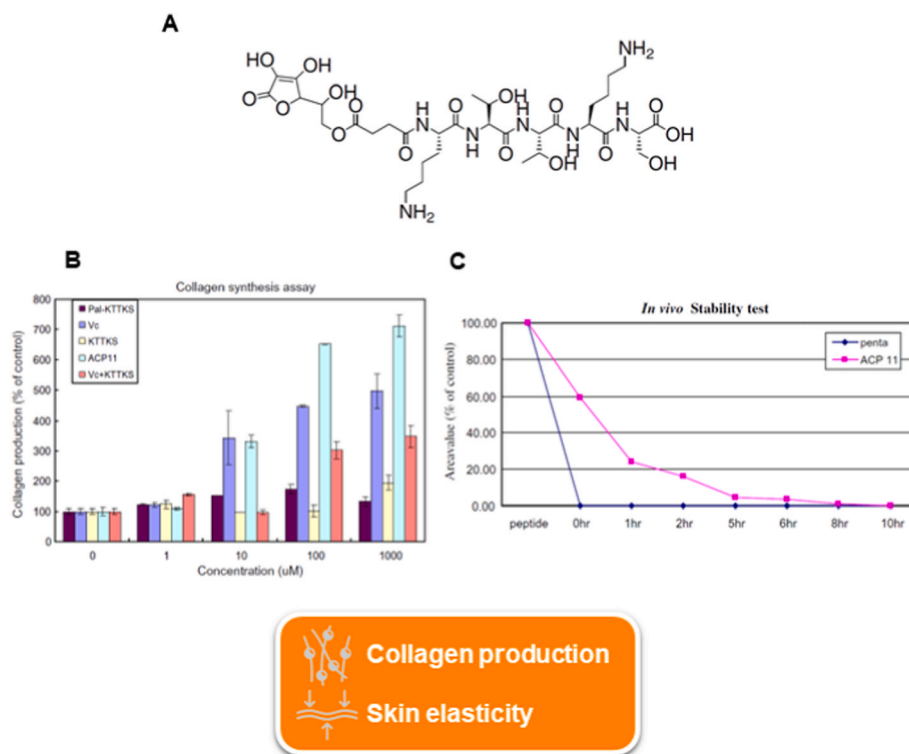 A
HO
OH
OH
O
O
O
O
O
H
N
O
N
H
OH
H
N
O
O
N
H
OH
NH₂
O
H
N
O
OH
OH
NH₂
B
Collagen synthesis assay
Collagen production (% of control)
800
700
600
500
400
300
200
100
0
Pal-KTTKS
Vc
KTTKS
ACP11
Vc+KTTKS
0 1 10 100 1000
Concentration (uM)
C
In vivo Stability test
Areavalue (% of control)
100.00
80.00
60.00
40.00
20.00
0.00
penta
ACP 11
peptide 0hr 1hr 2hr 5hr 6hr 8hr 10hr
Collagen production
Skin elasticity